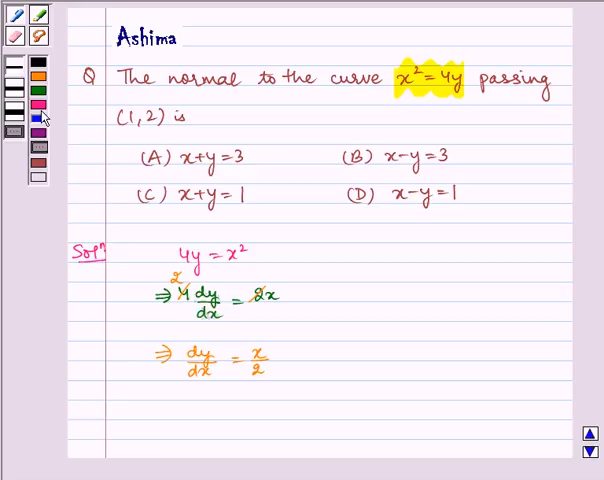 Ashima
Q The normal to the curve x² = 4y passing
(1,2) is
(A) x+y=3 (B) x-y=3
(C) x+y=1 (D) x-y=1
Solⁿ 4y = x²
2
⇒ 4 dy/dx = 2x
⇒ dy/dx = x/2